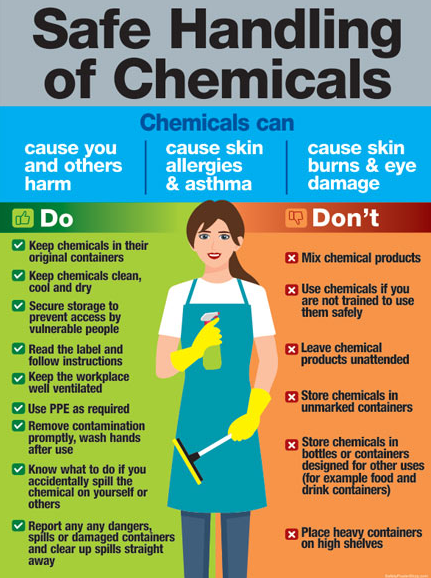 Safe Handling
of Chemicals
Chemicals can
cause you
and others
harm
cause skin
allergies
& asthma
cause skin
burns & eye
damage
Do
Keep chemicals in their
original containers
Keep chemicals clean,
cool and dry
Secure storage to
prevent access by
vulnerable people
Read the label and
follow instructions
Keep the workplace
well ventilated
Use PPE as required
Remove contamination
promptly, wash hands
after use
Know what to do if you
accidentally spill the
chemical on yourself or
others
Report any any dangers,
spills or damaged containers
and clear up spills straight
away
Don't
Mix chemical products
Use chemicals if you
are not trained to use
them safely
Leave chemical
products unattended
Store chemicals in
unmarked containers
Store chemicals in
bottles or containers
designed for other uses
(for example food and
drink containers)
Place heavy containers
on high shelves